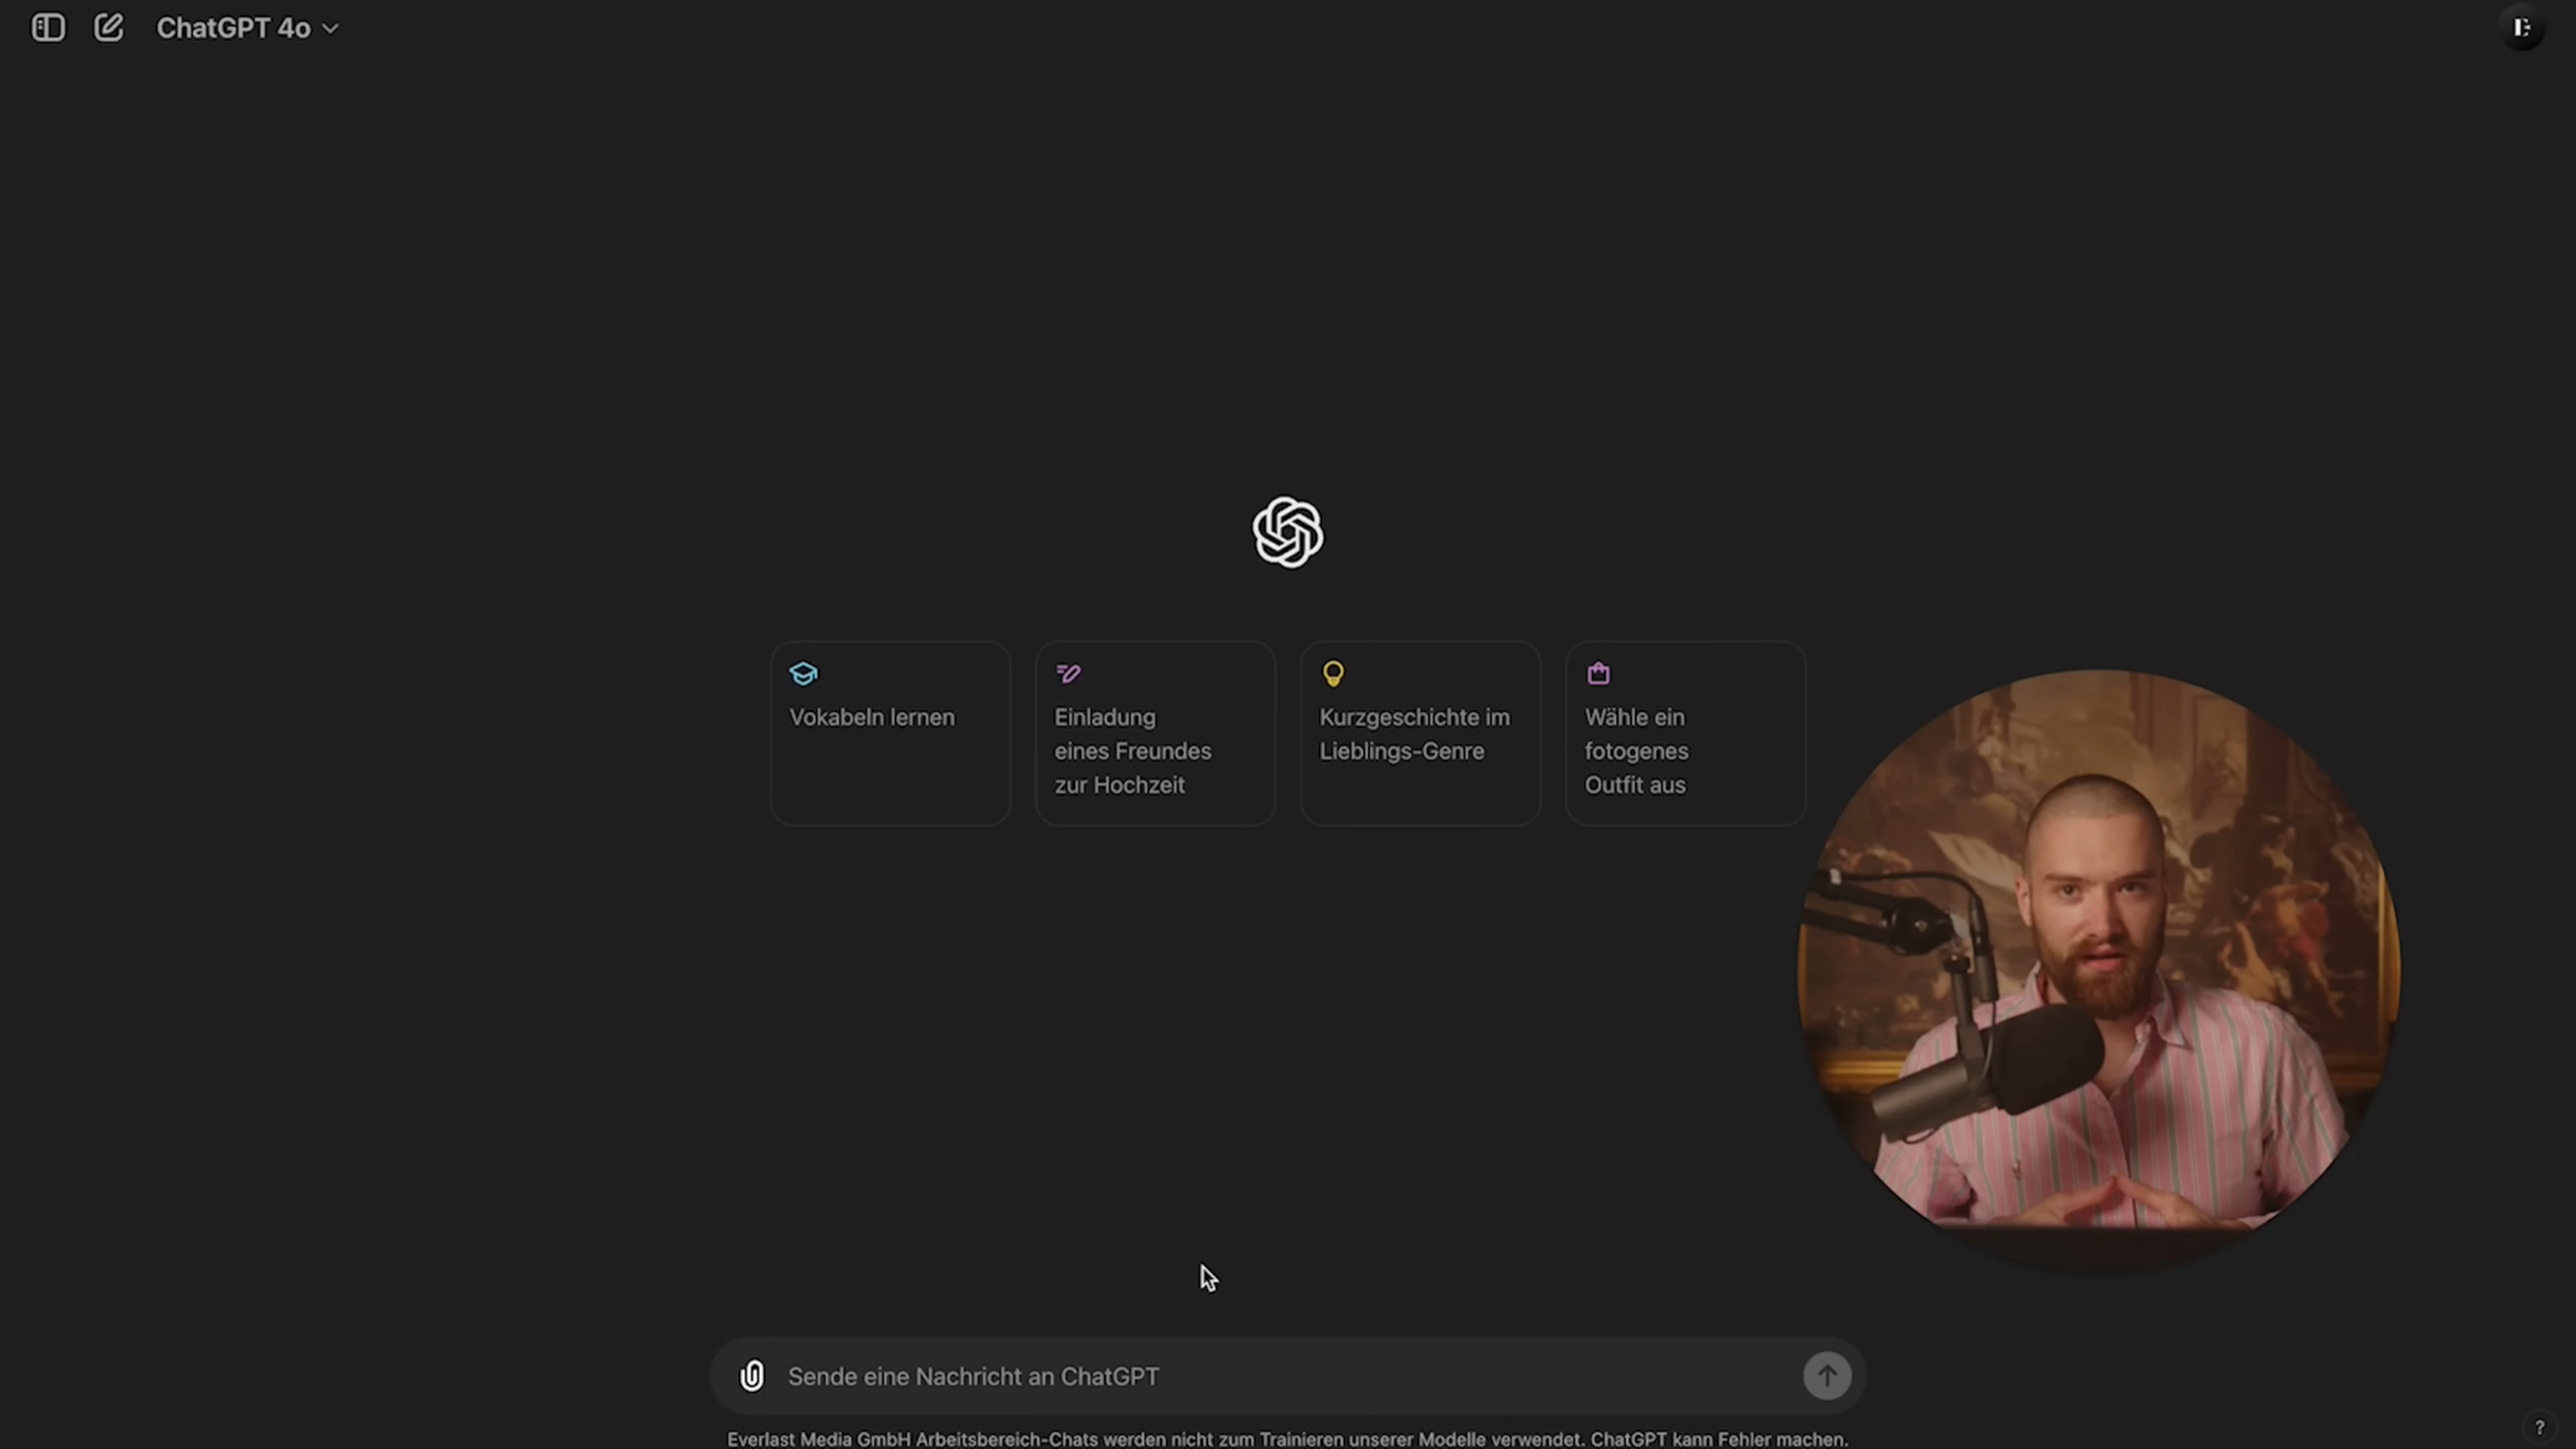 ChatGPT 4o
Vokabeln lernen
Einladung
eines Freundes
zur Hochzeit
Kurzgeschichte im
Lieblings-Genre
Wähle ein
fotogenes
Outfit aus
Sende eine Nachricht an ChatGPT
Everlast Media GmbH Arbeitsbereich-Chats werden nicht zum Trainieren unserer Modelle verwendet. ChatGPT kann Fehler machen.
?